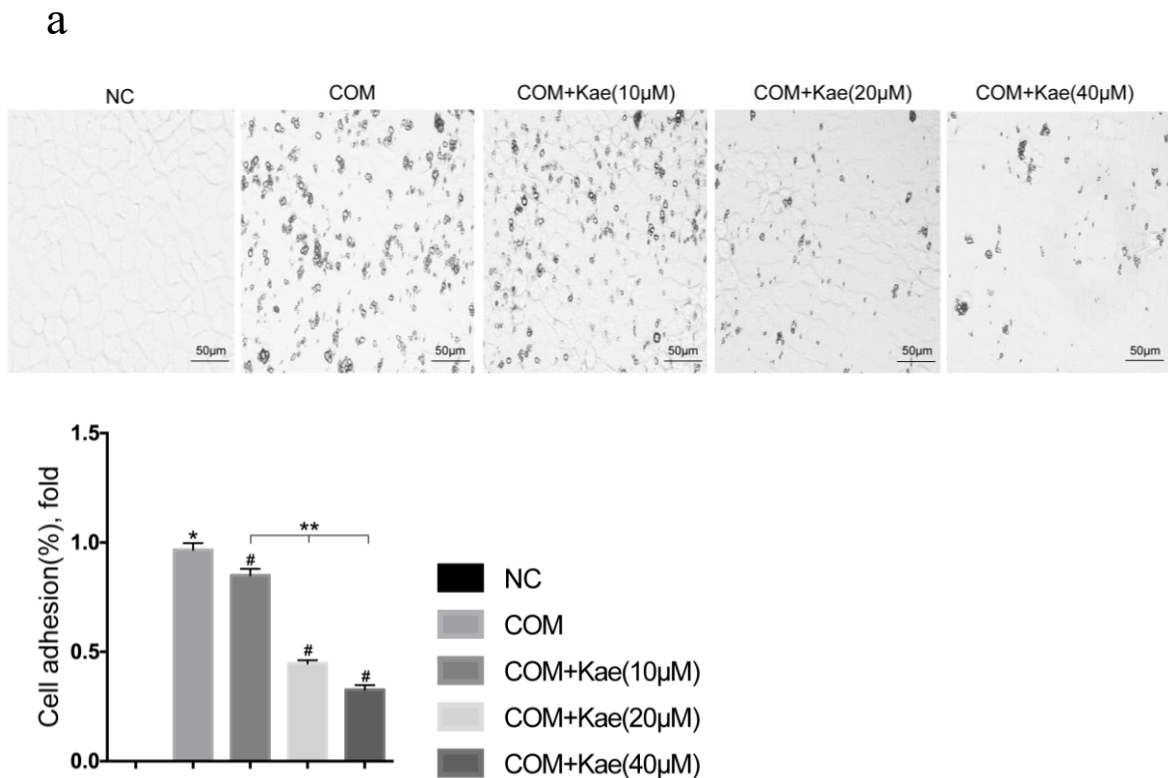 a
NC COM COM+Kae(10μM) COM+Kae(20μM) COM+Kae(40μM)
50μm 50μm 50μm 50μm 50μm
Cell adhesion(%), fold
1.5
1.0
0.5
0.0
*
#
**
#
#
NC
COM
COM+Kae(10μM)
COM+Kae(20μM)
COM+Kae(40μM)